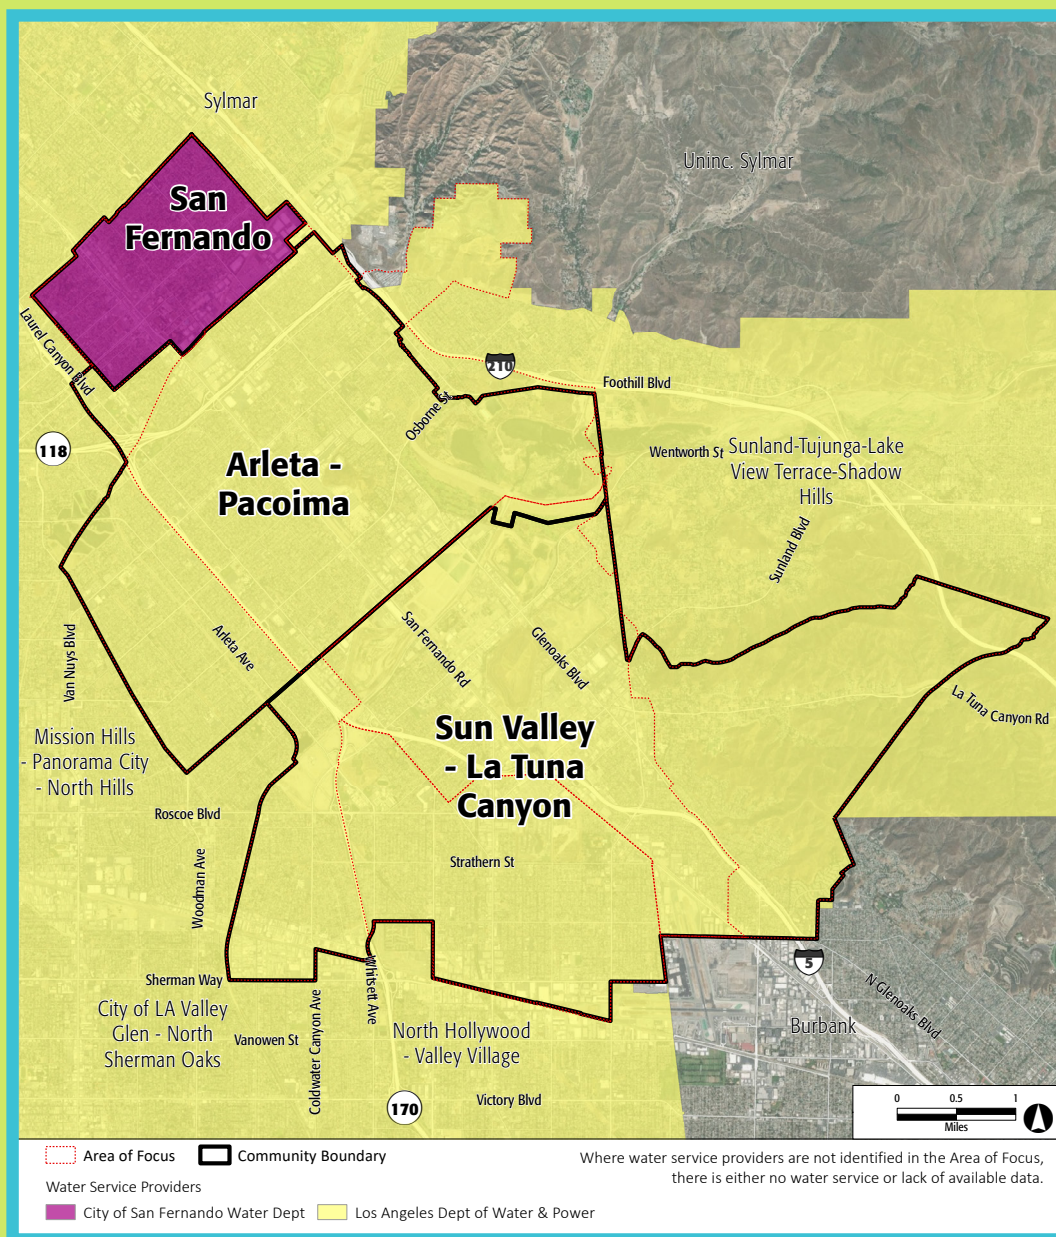 Sylmar
Uninc. Sylmar
San
Fernando
Laurel Canyon Blvd
210
Foothill Blvd
Osborne St
118
Wentworth St
Sunland-Tujunga-Lake
View Terrace-Shadow
Hills
Arleta -
Pacoima
Sunland Blvd
San Fernando Rd
Glenoaks Blvd
Arleta Ave
Van Nuys Blvd
La Tuna Canyon Rd
Mission Hills
- Panorama City
- North Hills
Sun Valley
- La Tuna
Canyon
Roscoe Blvd
Strathern St
Woodman Ave
Sherman Way
Whitsett Ave
5
N Glenoaks Blvd
City of LA Valley
Glen - North
Sherman Oaks
Vanowen St
Coldwater Canyon Ave
North Hollywood
- Valley Village
Burbank
170
Victory Blvd
0 0.5 1
Miles
Area of Focus
Community Boundary
Where water service providers are not identified in the Area of Focus,
there is either no water service or lack of available data.
Water Service Providers
City of San Fernando Water Dept
Los Angeles Dept of Water & Power